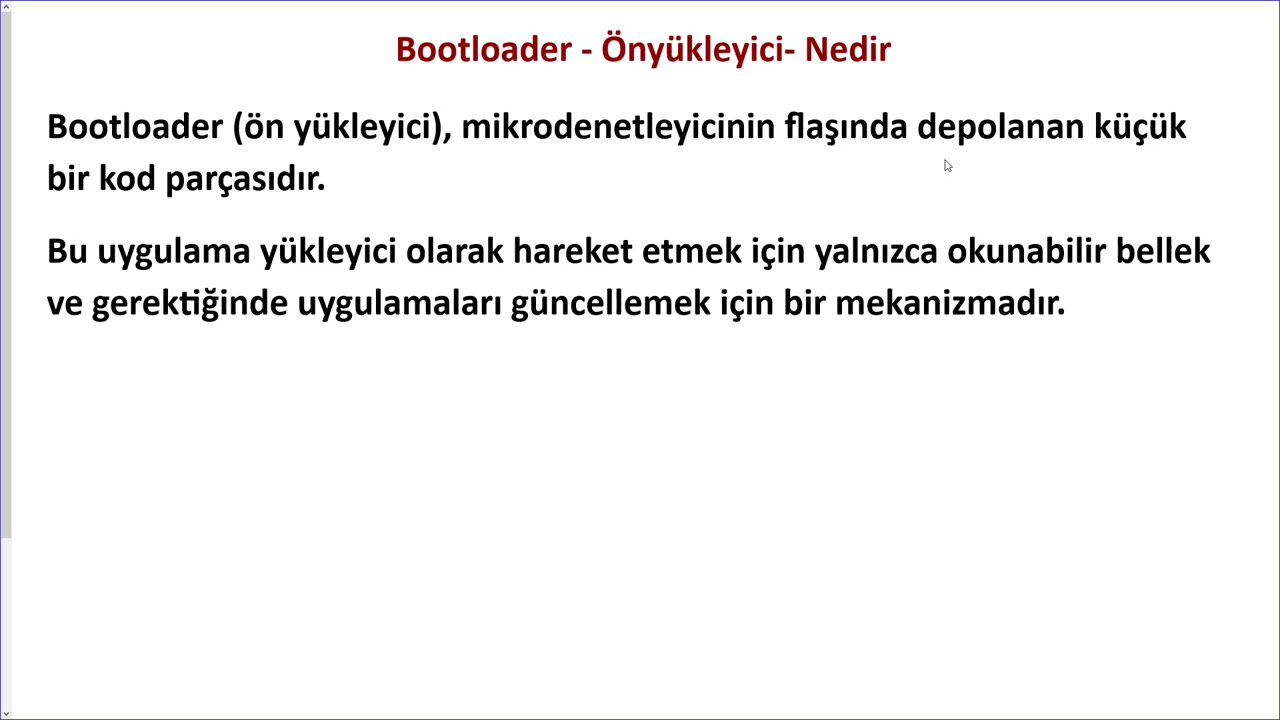 Bootloader - Önyükleyici- Nedir
Bootloader (ön yükleyici), mikrodenetleyicinin flaşında depolanan küçük
bir kod parçasıdır.
Bu uygulama yükleyici olarak hareket etmek için yalnızca okunabilir bellek
ve gerektiğinde uygulamaları güncellemek için bir mekanizmadır.